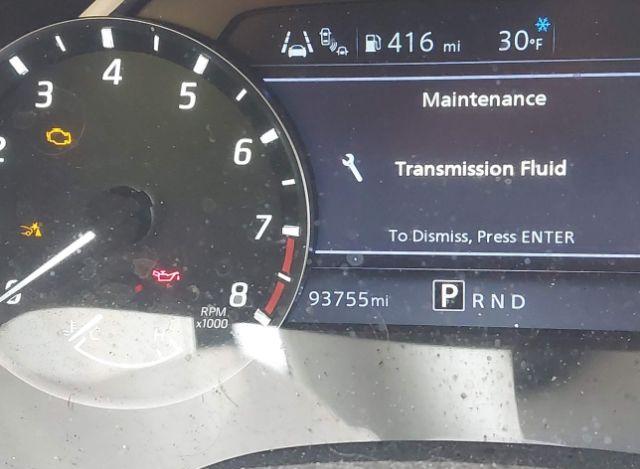 416 mi 30°F
Maintenance
Transmission Fluid
To Dismiss, Press ENTER
93755mi P R N D
2
3
4
5
6
7
8
RPM
x1000
C H